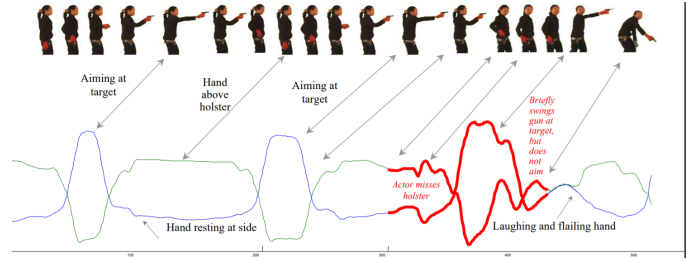 Aiming at
target
Hand
above
holster
Aiming at
target
Briefly
swings
gun at
target,
but
does
not
aim
Actor misses
holster
Hand resting at side
Laughing and flailing hand
100
200
300
400
500